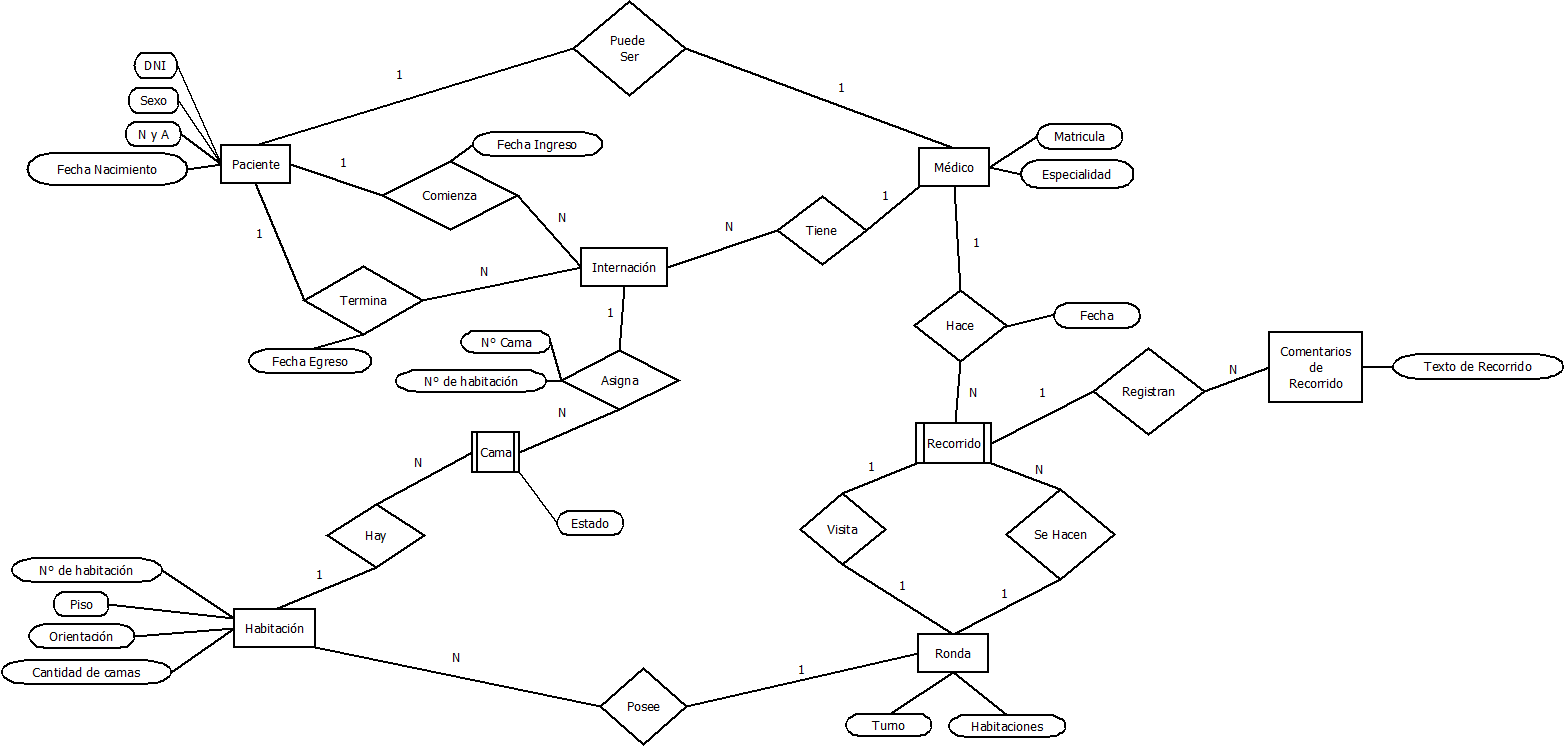 Puede
Ser
DNI
1
1
Sexo
N y A
Fecha Ingreso
Matricula
Paciente
1
Médico
Fecha Nacimiento
Especialidad
Comienza
1
N
N
Tiene
1
1
N
Internación
Termina
1
Hace
Fecha
Nº Cama
Fecha Egreso
Comentarios
de
Recorrido
Texto de Recorrido
Nº de habitación
Asigna
N
Registran
N
N
1
Recorrido
Cama
N
1
N
Estado
Visita
Se Hacen
Hay
Nº de habitación
1
1
1
Piso
Orientación
Habitación
Ronda
N
1
Cantidad de camas
Posee
Turno
Habitaciones